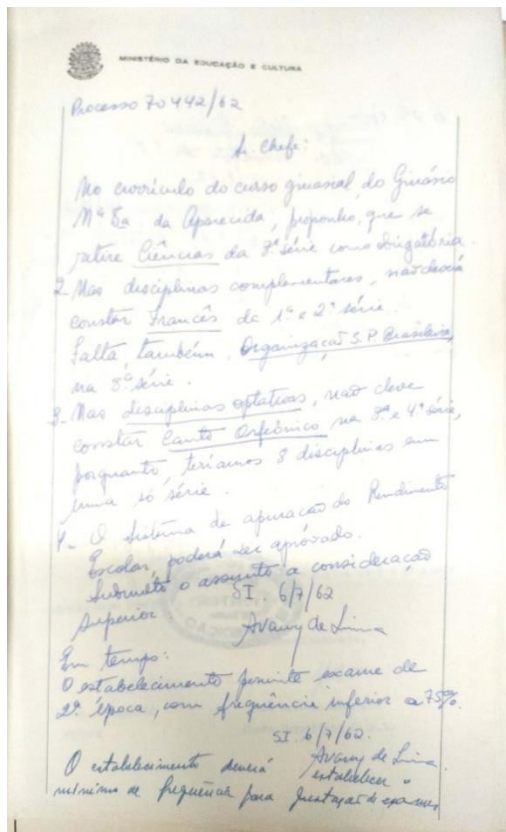 MINISTÉRIO DA EDUCAÇÃO E CULTURA
Processo 70442/62
Sr. Chefe:
No currículo do curso ginasial, do Ginásio
Nª Sa. da Aparecida, proponho, que se
retire Ciências da 3ª série como obrigatória.
2- Nas disciplinas complementares, não deverá
constar Francês da 1ª e 2ª série.
Falta, também, Organização S. P. Brasileira,
na 3ª série.
3- Nas disciplinas optativas, não deve
constar Canto Orfeônico na 3ª e 4ª série,
porquanto, teríamos 8 disciplinas em
uma só série.
4- O Sistema de apuração do Rendimento
Escolar, poderá ser aprovado.
Submeto o assunto a consideração
superior.
SI 6/7/62
Avany de Lima
Em tempo:
O estabelecimento permite exame de
2ª época, com frequência inferior a 75%.
SI. 6/7/62.
Avany de Lima.
O estabelecimento deverá estabelecer o
mínimo de frequência para prestação de exames